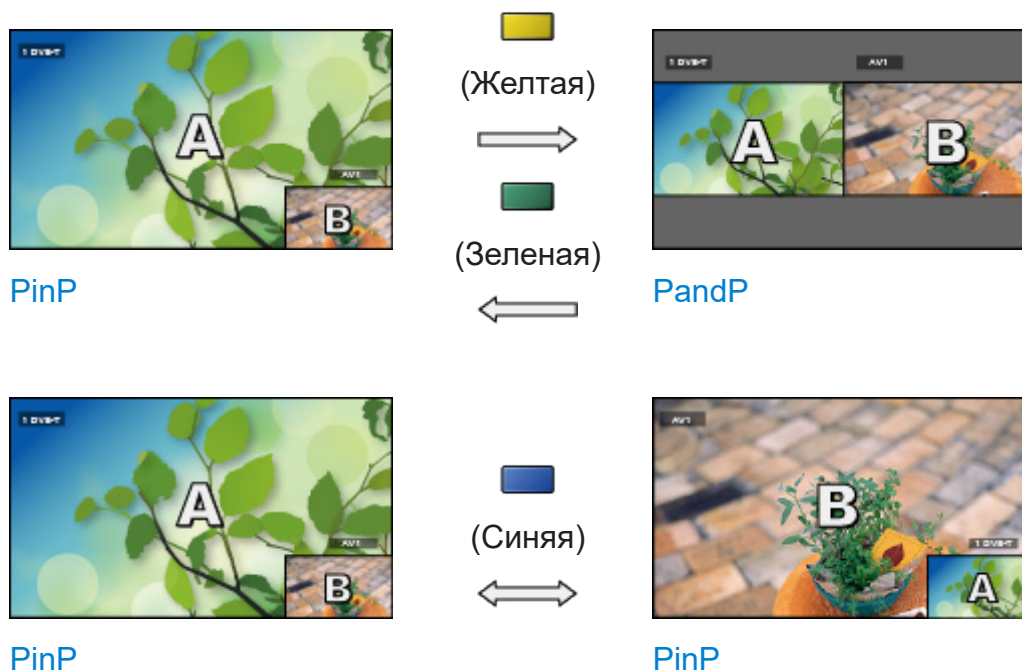 (Желтая)
1 DVB-T
A
AV1
B
PinP
(Зеленая)
1 DVB-T
AV1
A
B
PandP
1 DVB-T
A
AV1
B
PinP
(Синяя)
AV1
B
1 DVB-T
A
PinP